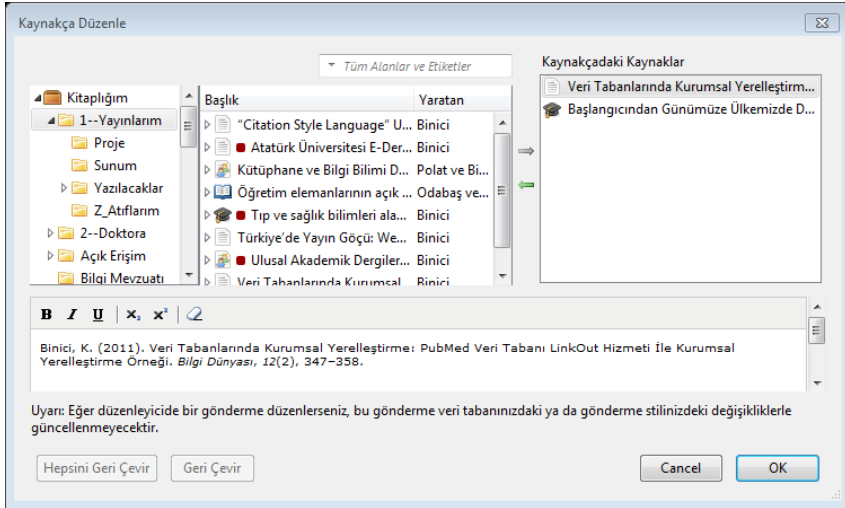 Kaynakça Düzenle
Tüm Alanlar ve Etiketler
Kitaplığım
1--Yayınlarım
Proje
Sunum
Yazılacaklar
Z_Atıflarım
2--Doktora
Açık Erişim
Bilgi Mevzuatı
Başlık Yaratan
"Citation Style Language" U... Binici
Atatürk Üniversitesi E-Der... Binici
Kütüphane ve Bilgi Bilimi D... Polat ve Bi...
Öğretim elemanlarının açık ... Odabaş ve...
Tıp ve sağlık bilimleri ala... Binici
Türkiye'de Yayın Göçü: We... Binici
Ulusal Akademik Dergiler... Binici
Veri Tabanlarında Kurumsal... Binici
Kaynakçadaki Kaynaklar
Veri Tabanlarında Kurumsal Yerelleştirm...
Başlangıcından Günümüze Ülkemizde D...
B I U x₂ x²
Binici, K. (2011). Veri Tabanlarında Kurumsal Yerelleştirme: PubMed Veri Tabanı LinkOut Hizmeti İle Kurumsal
Yerelleştirme Örneği. Bilgi Dünyası, 12(2), 347–358.
Uyarı: Eğer düzenleyicide bir gönderme düzenlerseniz, bu gönderme veri tabanınızdaki ya da gönderme stilinizdeki değişikliklerle
güncellenmeyecektir.
Hepsini Geri Çevir
Geri Çevir
Cancel
OK